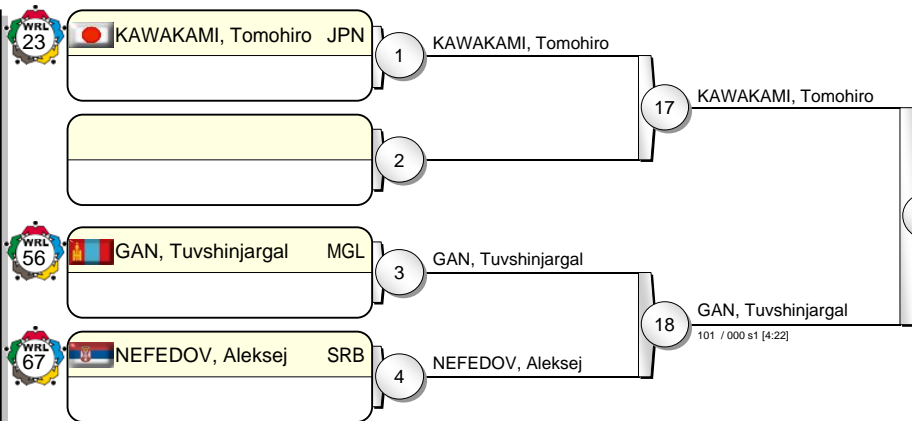 WRL
23
KAWAKAMI, Tomohiro JPN
1
KAWAKAMI, Tomohiro
17
KAWAKAMI, Tomohiro
2
WRL
56
GAN, Tuvshinjargal MGL
3
GAN, Tuvshinjargal
18
GAN, Tuvshinjargal
101 / 000 s1 [4:22]
WRL
67
NEFEDOV, Aleksej SRB
4
NEFEDOV, Aleksej